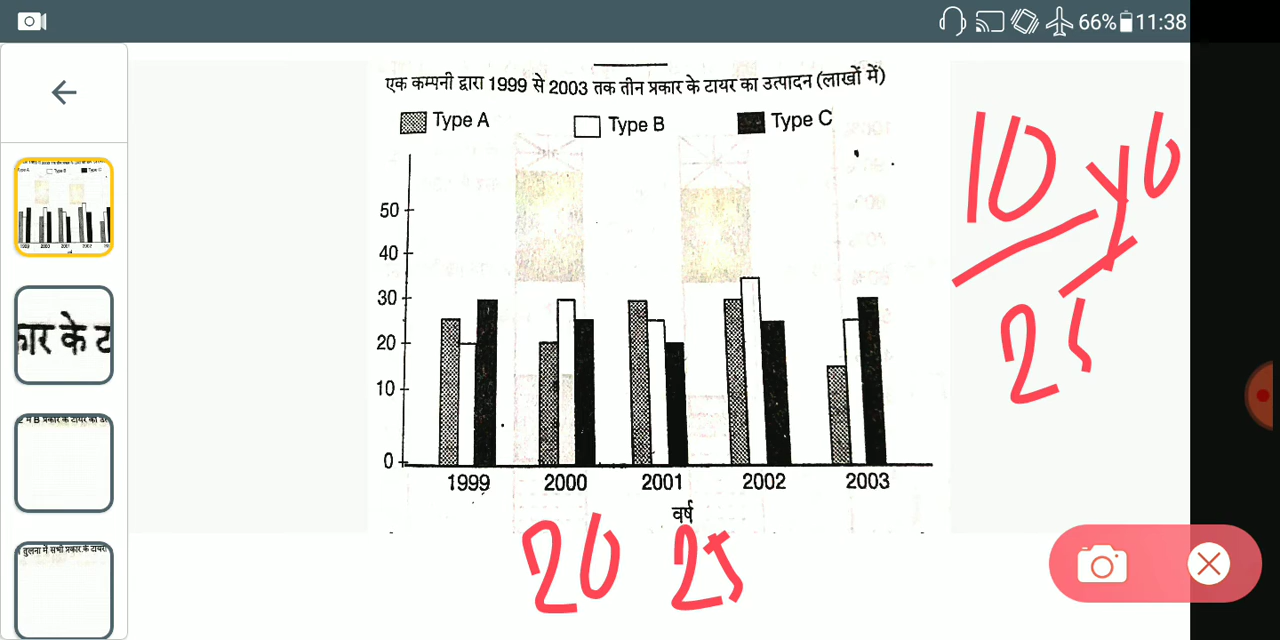 66% 11:38
एक कम्पनी द्वारा 1999 से 2003 तक तीन प्रकार के टायर का उत्पादन (लाखों में)
Type A Type B Type C
50
40
30
20
10
0
1999 2000 2001 2002 2003
वर्ष
20 25
10
25
कार के ट